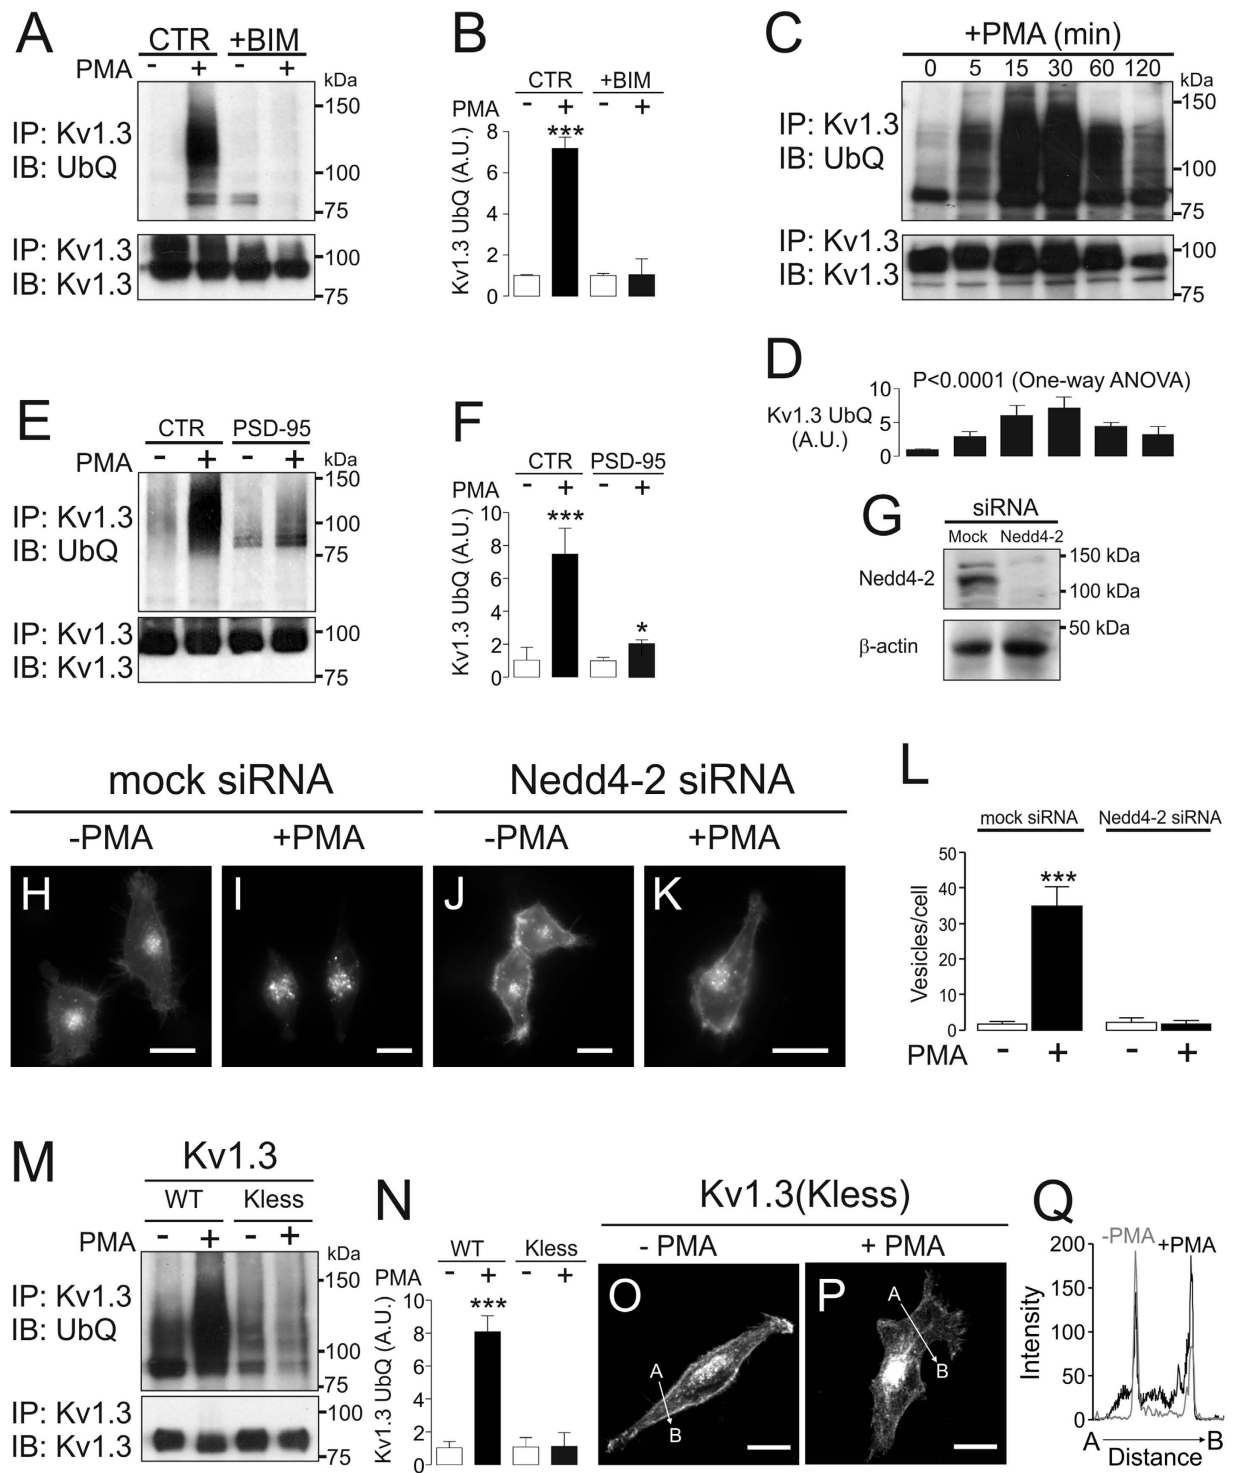 A
CTR +BIM
PMA - + - +
kDa
150
IP: Kv1.3
IB: UbQ
100
75
IP: Kv1.3
IB: Kv1.3
100
75
B
CTR +BIM
PMA - + - +
Kv1.3 UbQ (A.U.)
8
6
4
2
0
***
C
+PMA (min)
0 5 15 30 60 120
kDa
150
IP: Kv1.3
IB: UbQ
100
75
IP: Kv1.3
IB: Kv1.3
100
75
D
P<0.0001 (One-way ANOVA)
Kv1.3 UbQ
(A.U.)
10
5
0
E
CTR PSD-95
PMA - + - +
kDa
150
IP: Kv1.3
IB: UbQ
100
75
IP: Kv1.3
IB: Kv1.3
100
75
F
CTR PSD-95
PMA - + - +
Kv1.3 UbQ (A.U.)
10
8
6
4
2
0
***
*
G
siRNA
Mock Nedd4-2
Nedd4-2
150 kDa
100 kDa
50 kDa
β-actin
mock siRNA Nedd4-2 siRNA
-PMA +PMA -PMA +PMA
H I J K
L
mock siRNA Nedd4-2 siRNA
Vesicles/cell
50
40
30
20
10
0
***
PMA - + - +
M
Kv1.3
WT Kless
PMA - + - +
kDa
150
IP: Kv1.3
IB: UbQ
100
75
IP: Kv1.3
IB: Kv1.3
100
75
N
WT Kless
PMA - + - +
Kv1.3 UbQ (A.U.)
10
8
6
4
2
0
***
Kv1.3(Kless)
- PMA + PMA
O
A
B
P
A
B
Q
-PMA +PMA
Intensity
200
150
100
50
0
A B
Distance